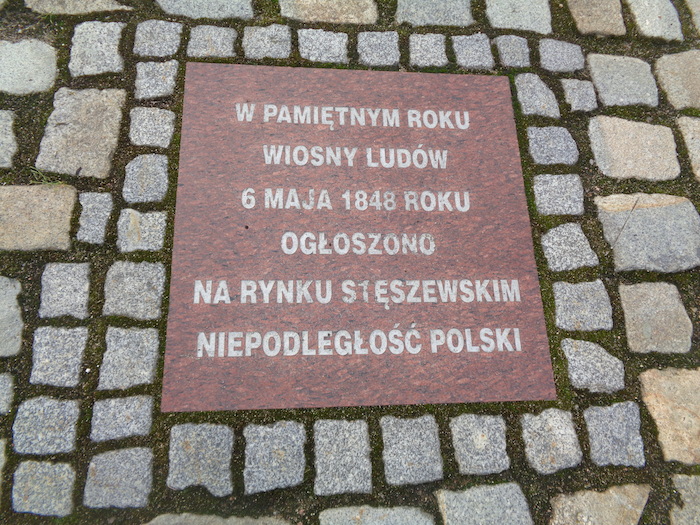 W PAMIĘTNYM ROKU
WIOSNY LUDÓW
6 MAJA 1848 ROKU
OGŁOSZONO
NA RYNKU STĘSZEWSKIM
NIEPODLEGŁOŚĆ POLSKI